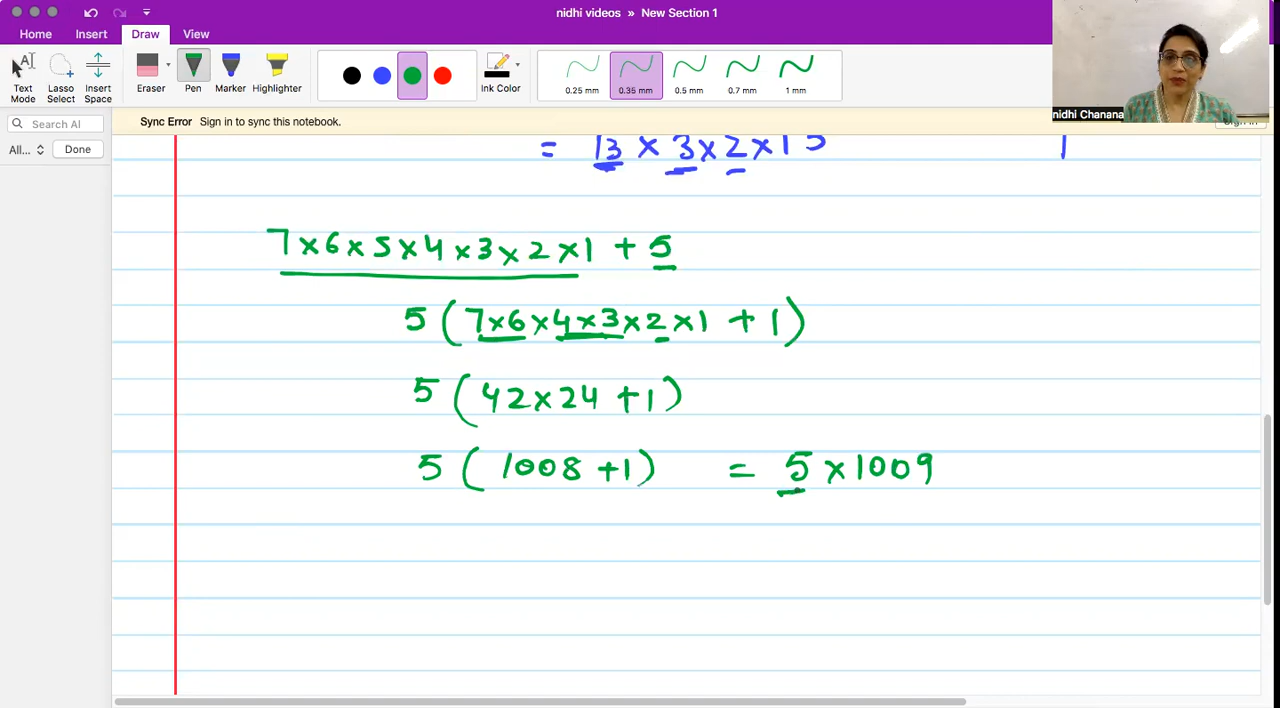 nidhi videos » New Section 1
Home Insert Draw View
Text Mode Lasso Select Insert Space Eraser Pen Marker Highlighter Ink Color 0.25 mm 0.35 mm 0.5 mm 0.7 mm 1 mm
nidhi Chanana
Sync Error Sign in to sync this notebook.
Search Al
All... Done
= 13 × 3 × 2 × 13 1
7×6×5×4×3×2×1 + 5
5 ( 7×6×4×3×2×1 + 1 )
5 ( 42×24 + 1 )
5 ( 1008 + 1 ) = 5 × 1009